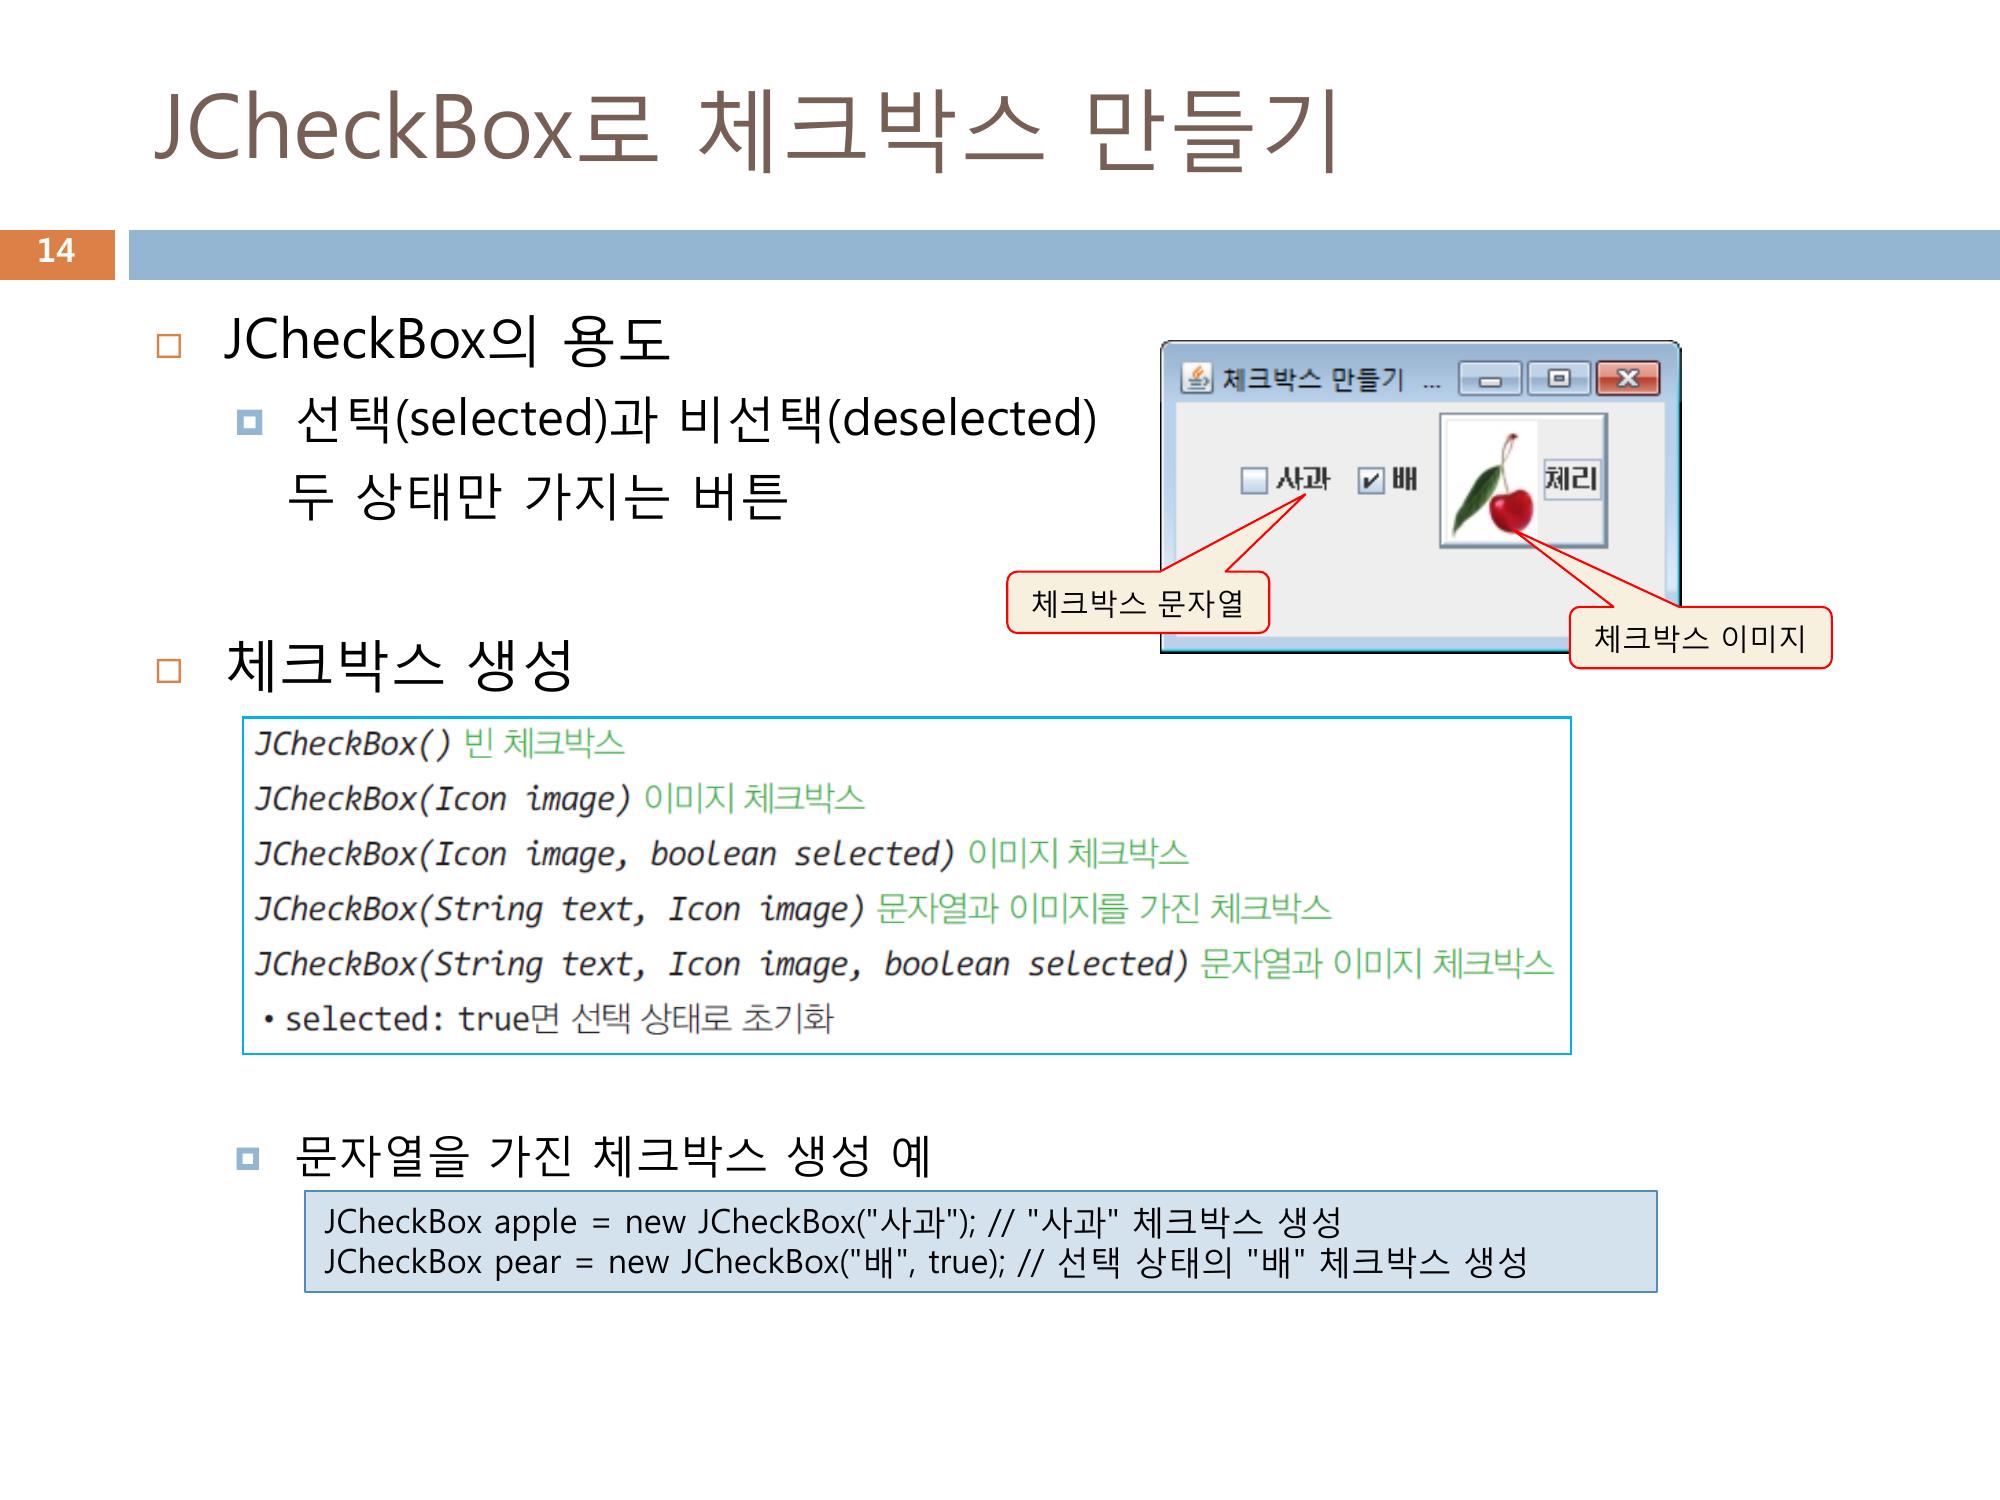 JCheckBox로 체크박스 만들기
14
JCheckBox의 용도
선택(selected)과 비선택(deselected)
두 상태만 가지는 버튼
체크박스 만들기 ...
사과 배 체리
체크박스 문자열
체크박스 이미지
체크박스 생성
JCheckBox() 빈 체크박스
JCheckBox(Icon image) 이미지 체크박스
JCheckBox(Icon image, boolean selected) 이미지 체크박스
JCheckBox(String text, Icon image) 문자열과 이미지를 가진 체크박스
JCheckBox(String text, Icon image, boolean selected) 문자열과 이미지 체크박스
• selected: true면 선택 상태로 초기화
문자열을 가진 체크박스 생성 예
JCheckBox apple = new JCheckBox("사과"); // "사과" 체크박스 생성
JCheckBox pear = new JCheckBox("배", true); // 선택 상태의 "배" 체크박스 생성